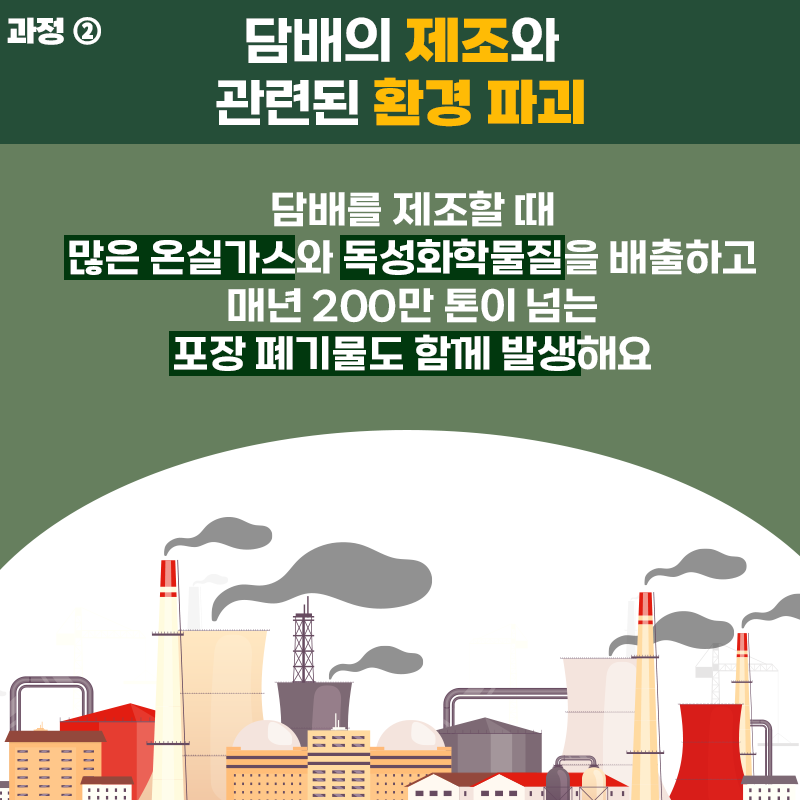 과정 ②
담배의 제조와
관련된 환경 파괴
담배를 제조할 때
많은 온실가스와 독성화학물질을 배출하고
매년 200만 톤이 넘는
포장 폐기물도 함께 발생해요